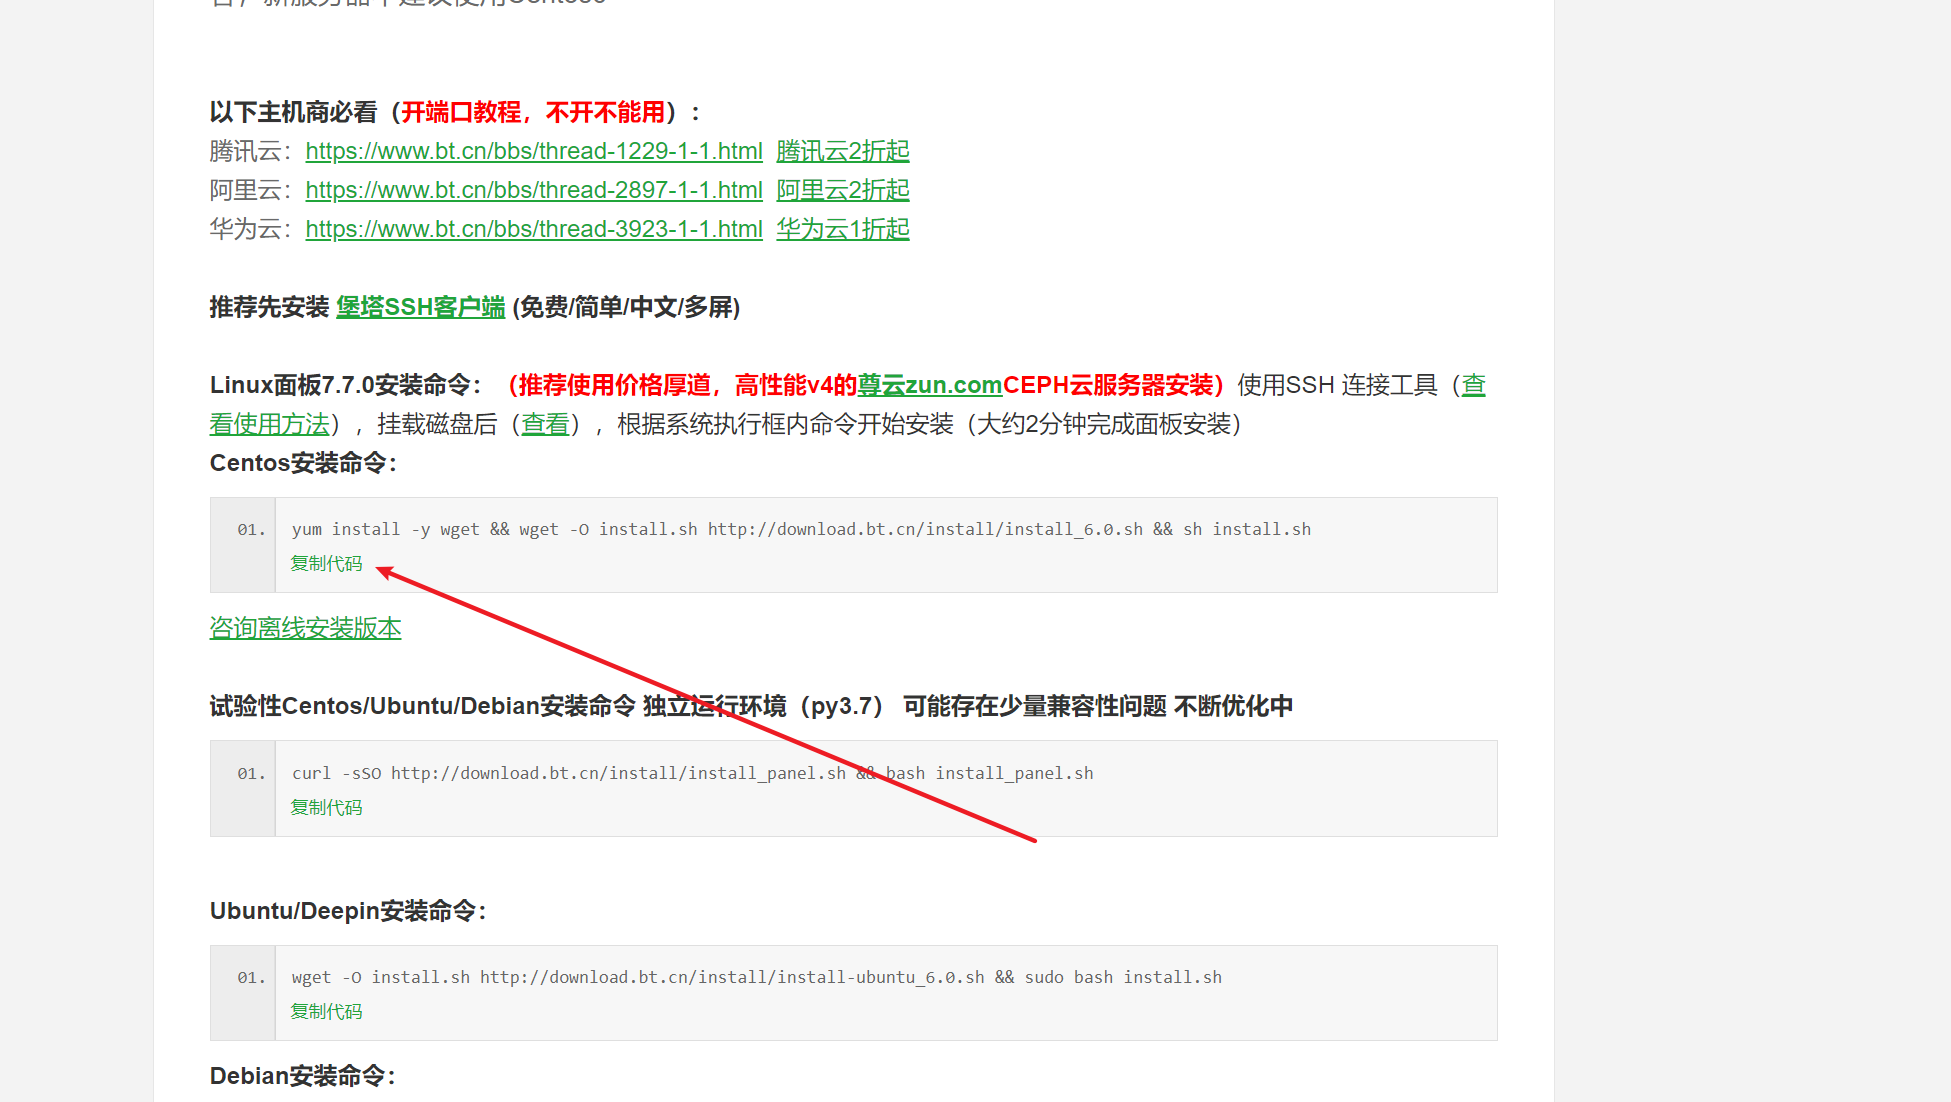 台，新服务器不建议使用Centos6
以下主机商必看（开端口教程，不开不能用）：
腾讯云：https://www.bt.cn/bbs/thread-1229-1-1.html 腾讯云2折起
阿里云：https://www.bt.cn/bbs/thread-2897-1-1.html 阿里云2折起
华为云：https://www.bt.cn/bbs/thread-3923-1-1.html 华为云1折起
推荐先安装 堡塔SSH客户端 (免费/简单/中文/多屏)
Linux面板7.7.0安装命令：（推荐使用价格厚道，高性能v4的尊云zun.comCEPH云服务器安装）使用SSH 连接工具（查
看使用方法），挂载磁盘后（查看），根据系统执行框内命令开始安装（大约2分钟完成面板安装）
Centos安装命令：
01. yum install -y wget && wget -O install.sh http://download.bt.cn/install/install_6.0.sh && sh install.sh
复制代码
咨询离线安装版本
试验性Centos/Ubuntu/Debian安装命令 独立运行环境（py3.7） 可能存在少量兼容性问题 不断优化中
01. curl -sSO http://download.bt.cn/install/install_panel.sh && bash install_panel.sh
复制代码
Ubuntu/Deepin安装命令：
01. wget -O install.sh http://download.bt.cn/install/install-ubuntu_6.0.sh && sudo bash install.sh
复制代码
Debian安装命令：